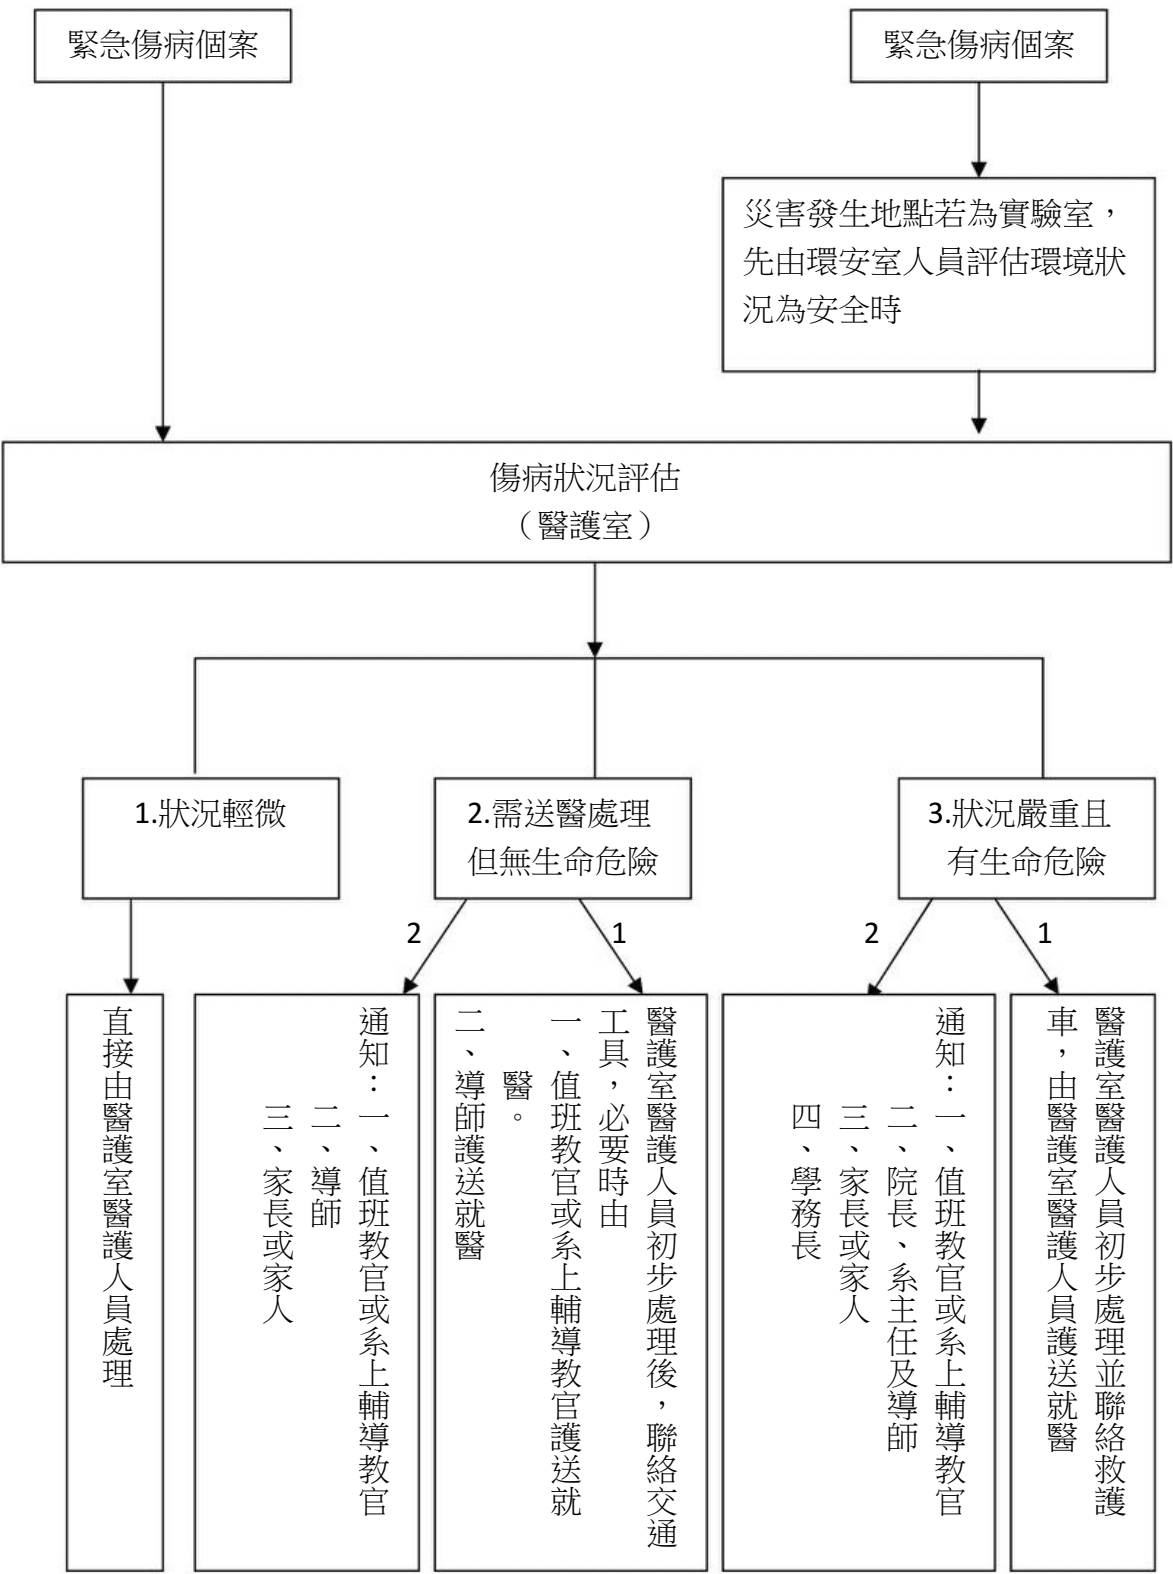 緊急傷病個案
緊急傷病個案
災害發生地點若為實驗室，
先由環安室人員評估環境狀
況為安全時
傷病狀況評估
（醫護室）
1.狀況輕微
2.需送醫處理
但無生命危險
3.狀況嚴重且
有生命危險
2
1
2
1
直接由醫護室醫護人員處理
通知：一、值班教官或系上輔導教官
二、導師
三、家長或家人
醫護室醫護人員初步處理後，聯絡交通
工具，必要時由
一、值班教官或系上輔導教官護送就
醫。
二、導師護送就醫
通知：一、值班教官或系上輔導教官
二、院長、系主任及導師
三、家長或家人
四、學務長
醫護室醫護人員初步處理並聯絡救護
車，由醫護室醫護人員護送就醫